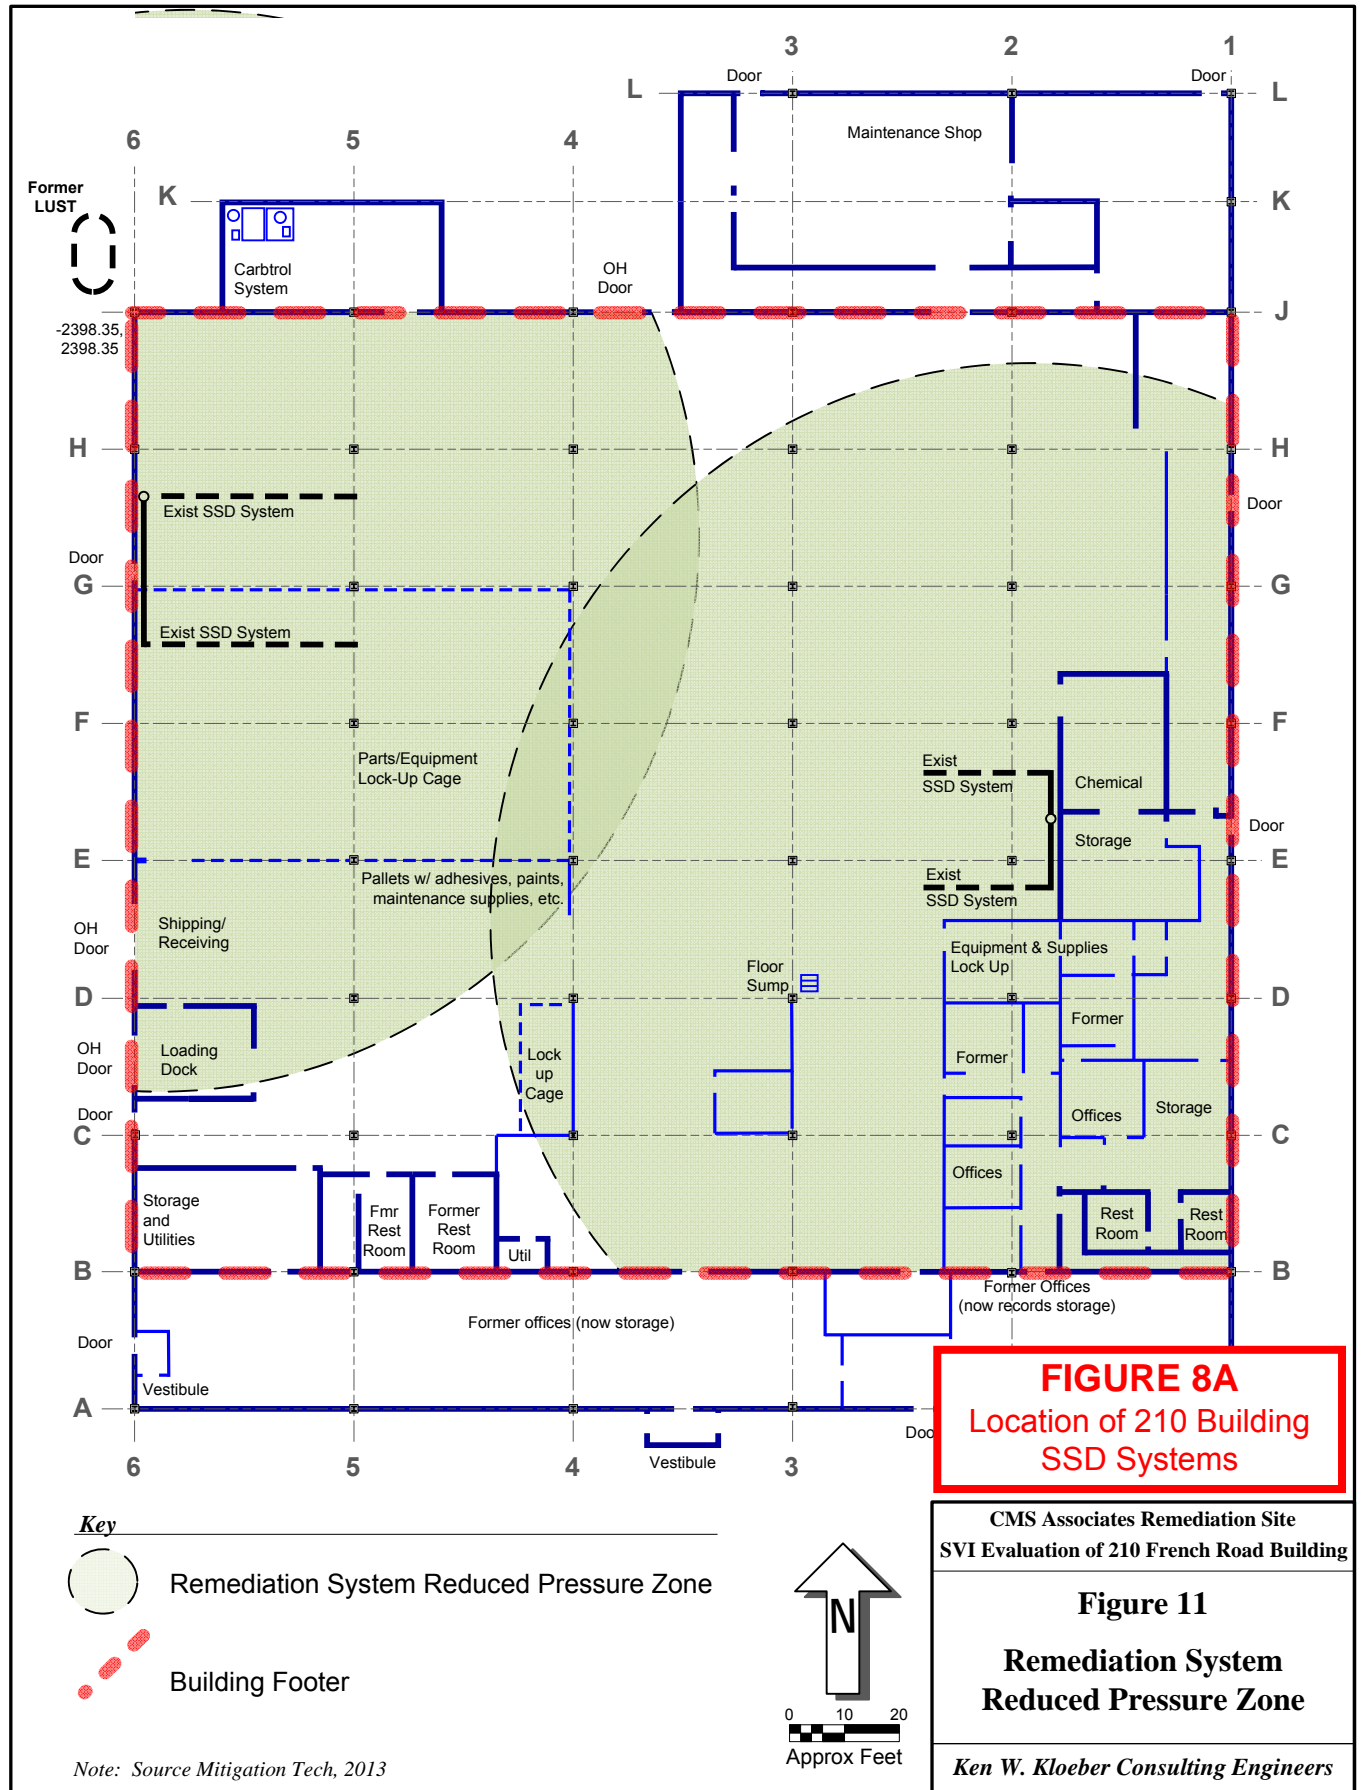 3
2
1
Door
Door
L
L
Maintenance Shop
6
5
4
Former
LUST
K
K
Carbtrol
System
OH
Door
J
-2398.35,
2398.35
H
H
Exist SSD System
Door
Door
G
G
Exist SSD System
F
F
Parts/Equipment
Lock-Up Cage
Exist
SSD System
Chemical
Storage
Door
E
E
Pallets w/ adhesives, paints,
maintenance supplies, etc.
Exist
SSD System
Shipping/
Receiving
OH
Door
Equipment & Supplies
Lock Up
Floor
Sump
D
D
Former
OH
Door
Loading
Dock
Lock
up
Cage
Former
Door
Offices
Storage
C
C
Offices
Storage
and
Utilities
Fmr
Rest
Room
Former
Rest
Room
Util
Rest
Room
Rest
Room
B
B
Former Offices
(now records storage)
Former offices (now storage)
Door
Vestibule
A
Doo
Vestibule
6
5
4
3
FIGURE 8A
Location of 210 Building
SSD Systems
Key
Remediation System Reduced Pressure Zone
Building Footer
N
0 10 20
Approx Feet
Note: Source Mitigation Tech, 2013
CMS Associates Remediation Site
SVI Evaluation of 210 French Road Building
Figure 11
Remediation System
Reduced Pressure Zone
Ken W. Kloeber Consulting Engineers